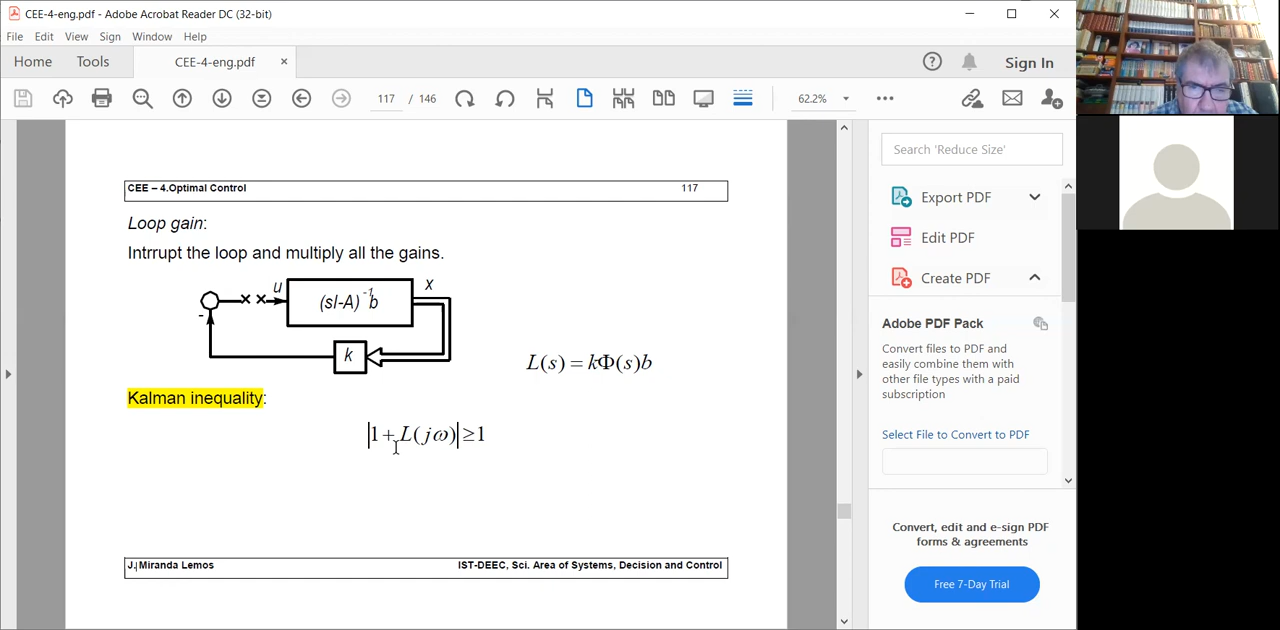 CEE-4-eng.pdf - Adobe Acrobat Reader DC (32-bit)
File Edit View Sign Window Help
Home Tools CEE-4-eng.pdf × Sign In
117 / 146 62.2%
CEE – 4.Optimal Control 117
Loop gain:
Intrrupt the loop and multiply all the gains.
u (sI-A)⁻¹b x
-
k
L(s) = kΦ(s)b
Kalman inequality:
|1+L(jω)|≥1
J. Miranda Lemos IST-DEEC, Sci. Area of Systems, Decision and Control
Search 'Reduce Size'
Export PDF
Edit PDF
Create PDF
Adobe PDF Pack
Convert files to PDF and
easily combine them with
other file types with a paid
subscription
Select File to Convert to PDF
Convert, edit and e-sign PDF
forms & agreements
Free 7-Day Trial